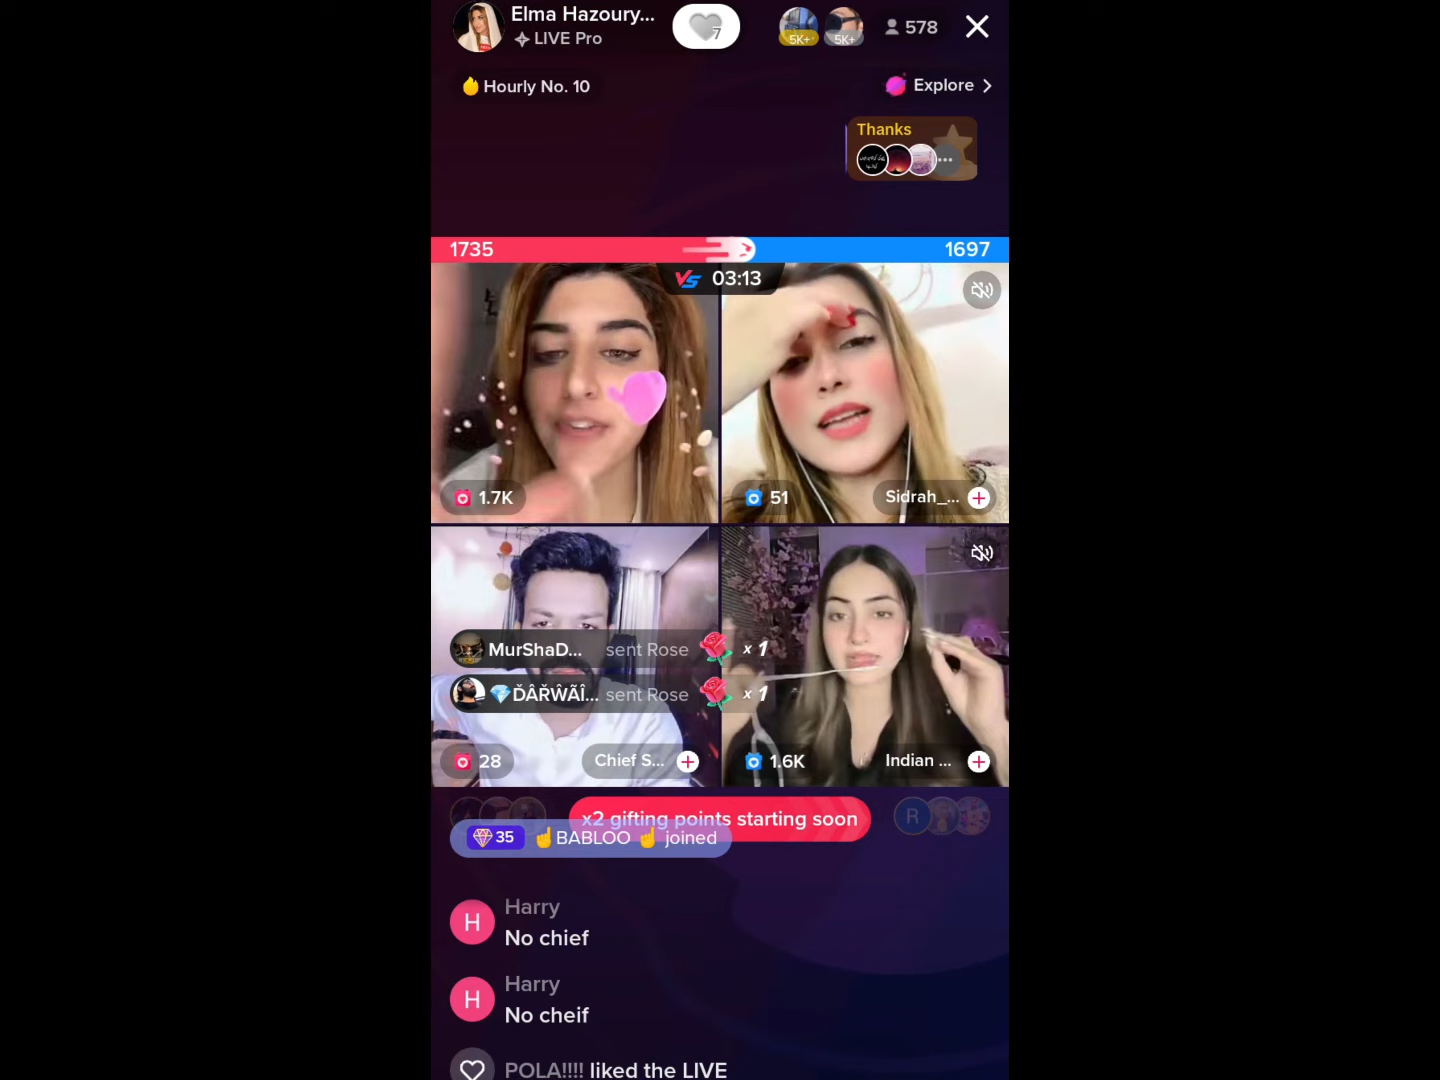 Elma Hazoury...
LIVE Pro
7
5K+
5K+
578
Hourly No. 10
Explore
Thanks
1735
1697
VS 03:13
1.7K
51
Sidrah_...
MurShaD... sent Rose x 1
ĎÂŘŴÃÎ... sent Rose x 1
28
Chief S...
1.6K
Indian ...
x2 gifting points starting soon
R
35 ☝BABLOO ☝ joined
H
Harry
No chief
H
Harry
No cheif
POLA!!!! liked the LIVE